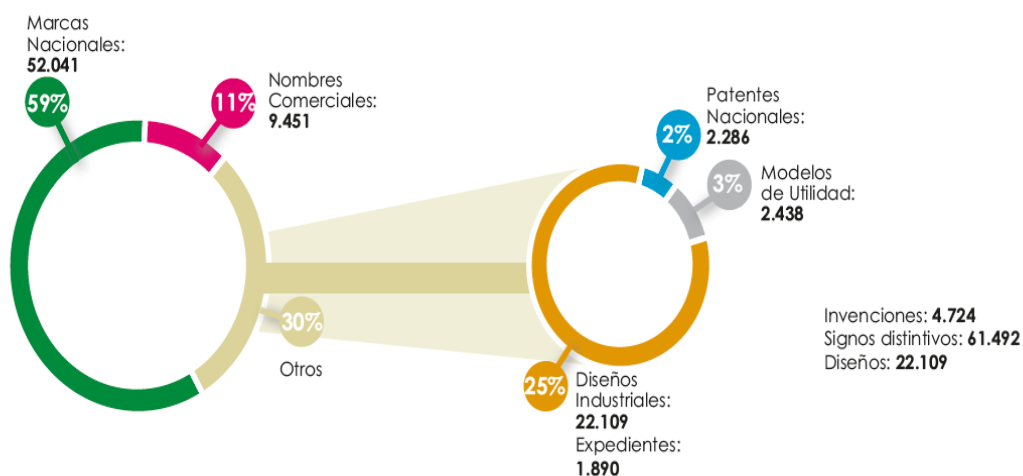 Marcas
Nacionales:
52.041
59%
11%
Nombres
Comerciales:
9.451
30%
Otros
2%
Patentes
Nacionales:
2.286
3%
Modelos
de Utilidad:
2.438
25%
Diseños
Industriales:
22.109
Expedientes:
1.890
Invenciones: 4.724
Signos distintivos: 61.492
Diseños: 22.109